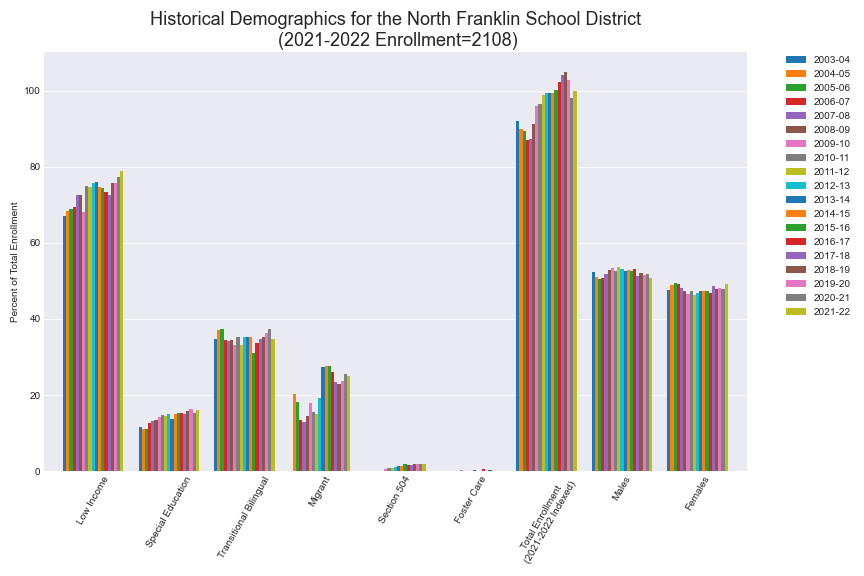 Historical Demographics for the North Franklin School District
(2021-2022 Enrollment=2108)
Percent of Total Enrollment
100
80
60
40
20
0
Low Income
Special Education
Transitional Bilingual
Migrant
Section 504
Foster Care
Total Enrollment
(2021-2022 Indexed)
Males
Females
2003-04
2004-05
2005-06
2006-07
2007-08
2008-09
2009-10
2010-11
2011-12
2012-13
2013-14
2014-15
2015-16
2016-17
2017-18
2018-19
2019-20
2020-21
2021-22